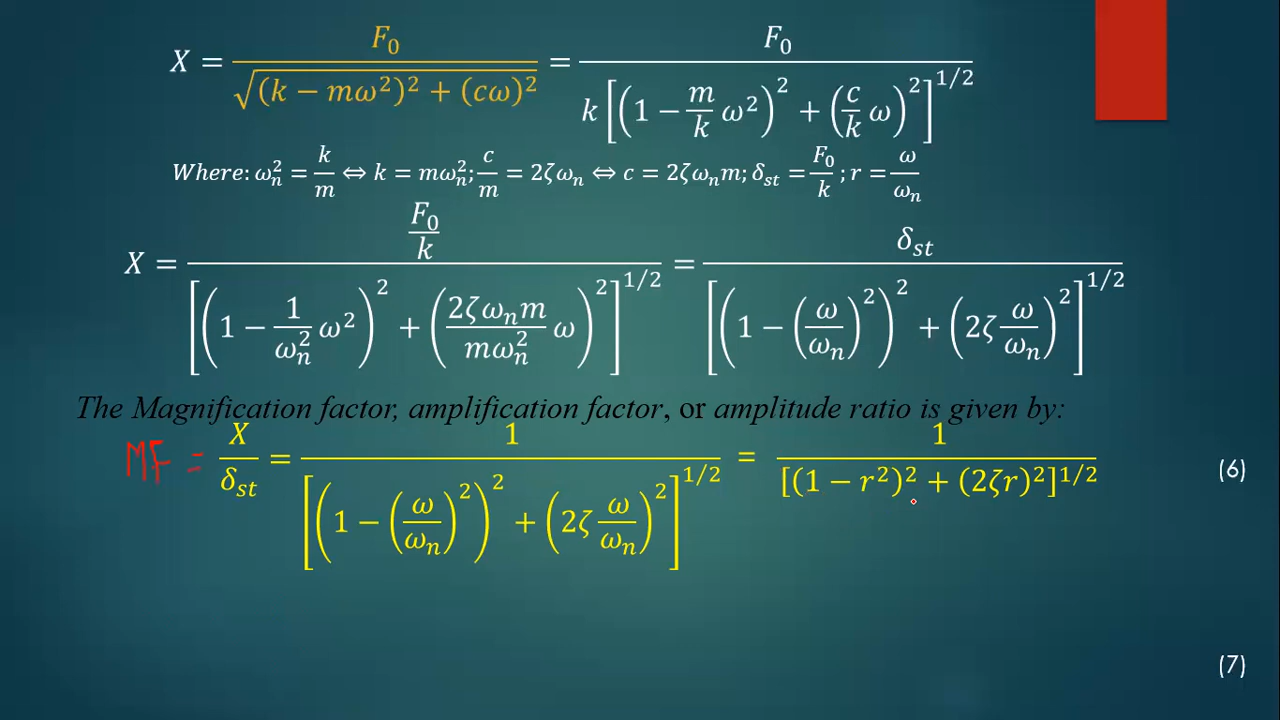 X = F₀ / √((k − mω²)² + (cω)²) = F₀ / k[(1 − m/k ω²)² + (c/k ω)²]^1/2
Where: ωₙ² = k/m ⇔ k = mωₙ²; c/m = 2ζωₙ ⇔ c = 2ζωₙm; δst = F₀/k ; r = ω/ωₙ
X = (F₀/k) / [(1 − 1/ωₙ² ω²)² + (2ζωₙm/mωₙ² ω)²]^1/2 = δst / [(1 − (ω/ωₙ)²)² + (2ζ ω/ωₙ)²]^1/2
The Magnification factor, amplification factor, or amplitude ratio is given by:
MF = X/δst = 1 / [(1 − (ω/ωₙ)²)² + (2ζ ω/ωₙ)²]^1/2 = 1 / [(1 − r²)² + (2ζr)²]^1/2 (6)
(7)